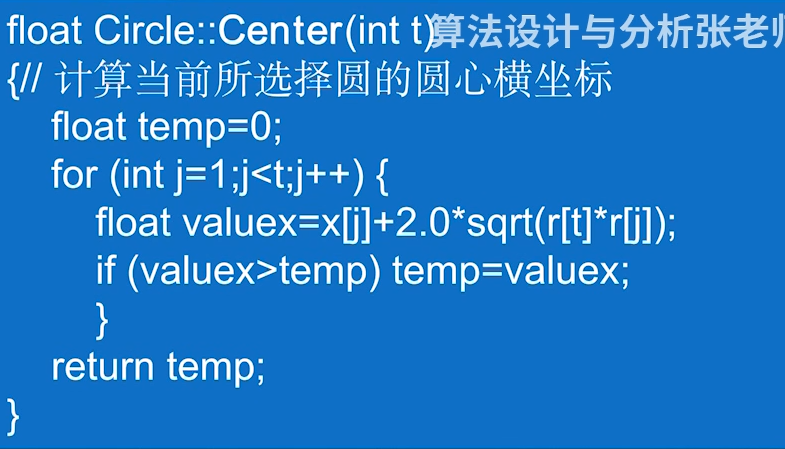 float Circle::Center(int t)
算法设计与分析张老师
{// 计算当前所选择圆的圆心横坐标
float temp=0;
for (int j=1;j<t;j++) {
float valuex=x[j]+2.0*sqrt(r[t]*r[j]);
if (valuex>temp) temp=valuex;
}
return temp;
}